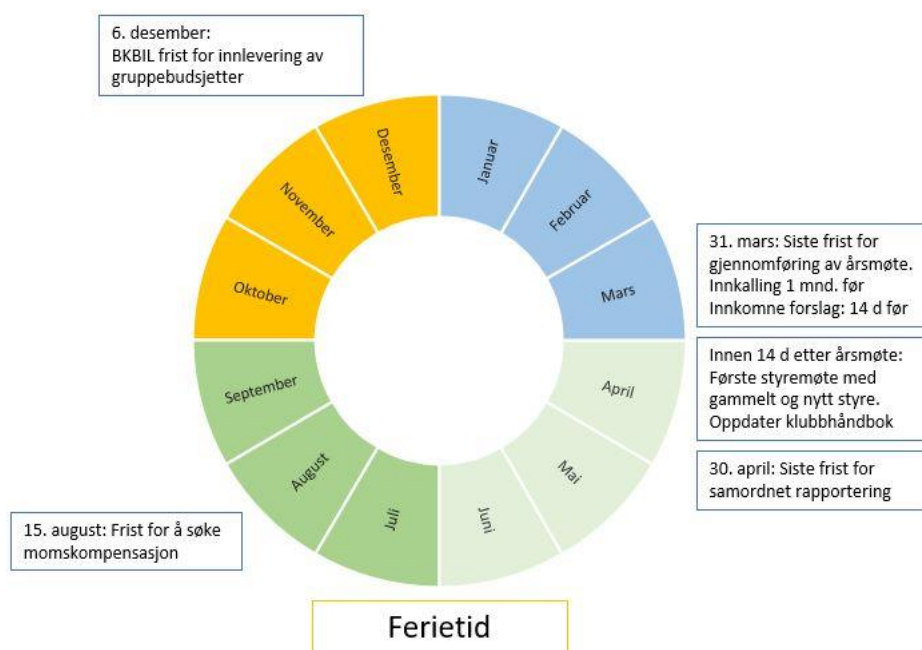 6. desember:
BKBIL frist for innlevering av
gruppebudsjetter
Desember
Januar
November
Februar
Oktober
Mars
31. mars: Siste frist for
gjennomføring av årsmøte.
Innkalling 1 mnd. før
Innkomne forslag: 14 d før
September
April
Innen 14 d etter årsmøte:
Første styremøte med
gammelt og nytt styre.
Oppdater klubbhåndbok
August
Mai
Juli
Juni
30. april: Siste frist for
samordnet rapportering
15. august: Frist for å søke
momskompensasjon
Ferietid